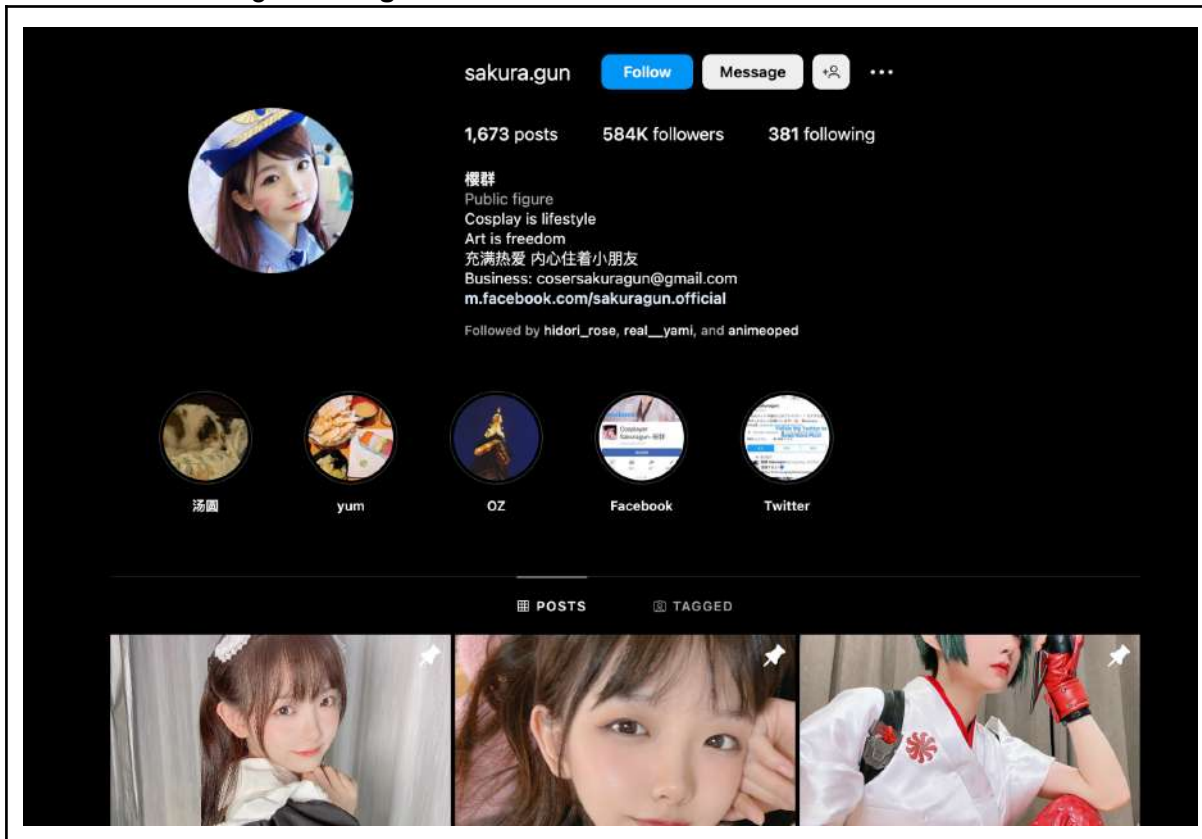 sakura.gun Follow Message
1,673 posts 584K followers 381 following
樱群
Public figure
Cosplay is lifestyle
Art is freedom
充满热爱 内心住着小朋友
Business: cosersakuragun@gmail.com
m.facebook.com/sakuragun.official
Followed by hidori_rose, real__yami, and animeoped
汤圆 yum OZ Facebook Twitter
POSTS TAGGED